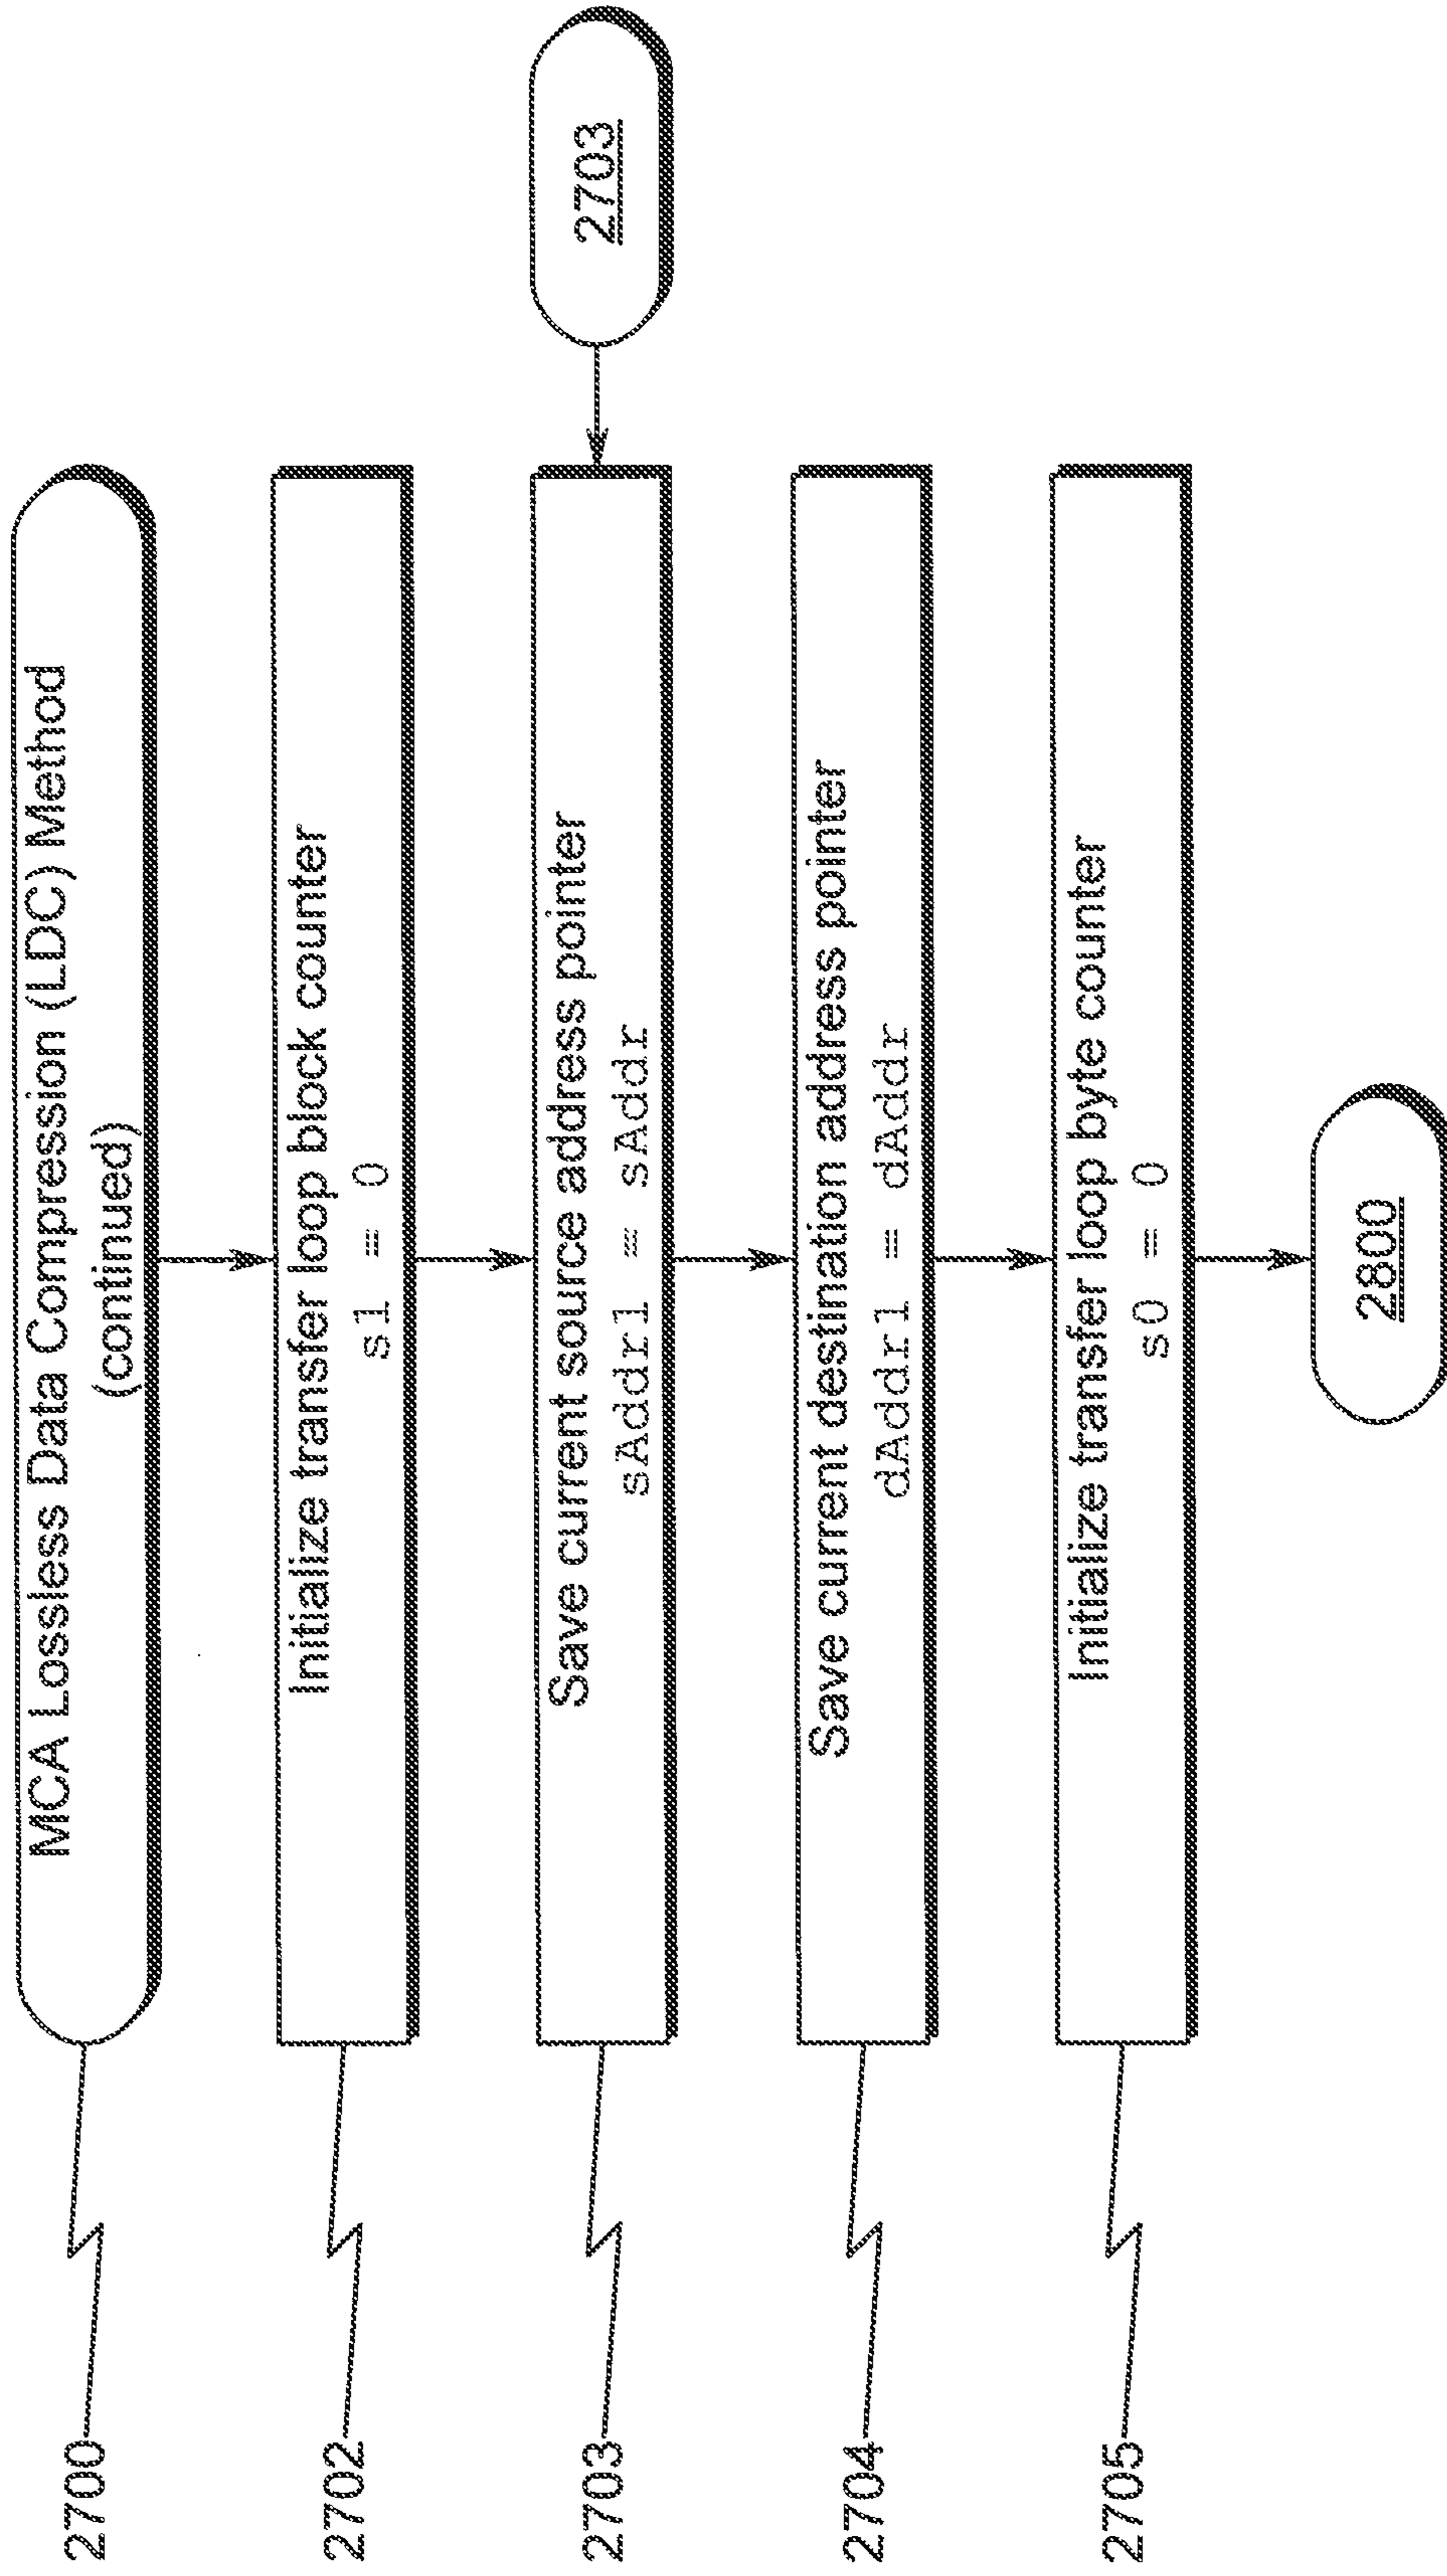 2700
MCA Lossless Data Compression (LDC) Method
(continued)
2702
Initialize transfer loop block counter
s1 = 0
2703
Save current source address pointer
sAddr1 = sAddr
2703
2704
Save current destination address pointer
dAddr1 = dAddr
2705
Initialize transfer loop byte counter
s0 = 0
2800